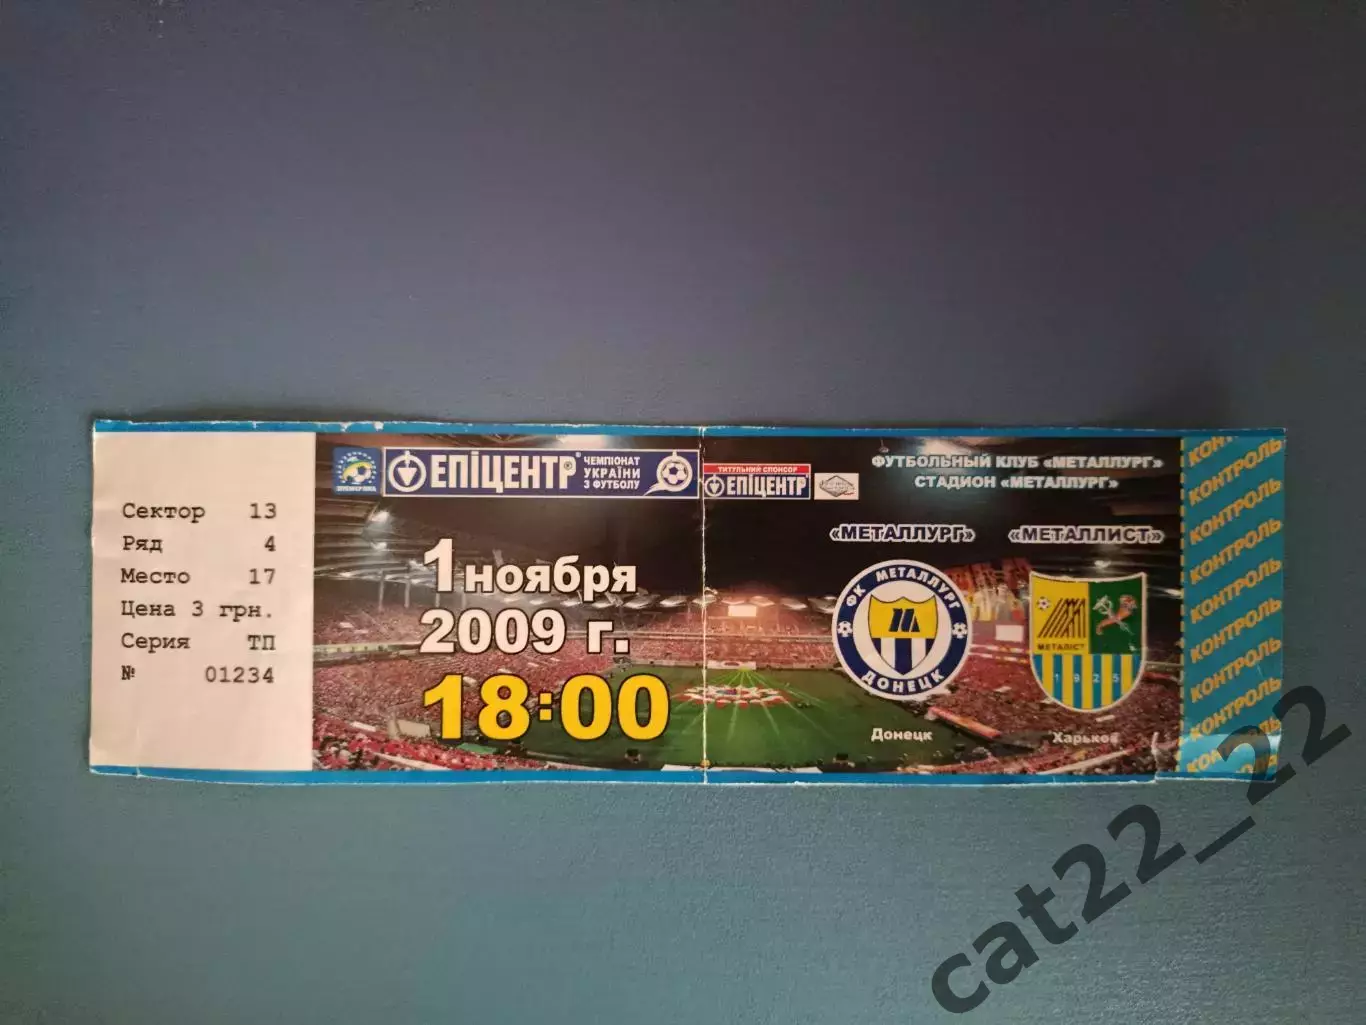 Сектор 13
Ряд 4
Место 17
Цена 3 грн.
Серия ТП
№ 01234
ЕПІЦЕНТР®
ЧЕМПІОНАТ
УКРАЇНИ
З ФУТБОЛУ
1 ноября
2009 г.
18:00
ТИТУЛЬНИЙ СПОНСОР
ЕПІЦЕНТР
ФУТБОЛЬНЫЙ КЛУБ «МЕТАЛЛУРГ»
СТАДИОН «МЕТАЛЛУРГ»
«МЕТАЛЛУРГ» «МЕТАЛЛИСТ»
ФК МЕТАЛЛУРГ
ДОНЕЦК
МЕТАЛІСТ
1925
Донецк Харьков
КОНТРОЛЬ
КОНТРОЛЬ
КОНТРОЛЬ
КОНТРОЛЬ
КОНТРОЛЬ
КОНТРОЛЬ
КОНТРОЛЬ
КОНТРОЛЬ
cat22_22